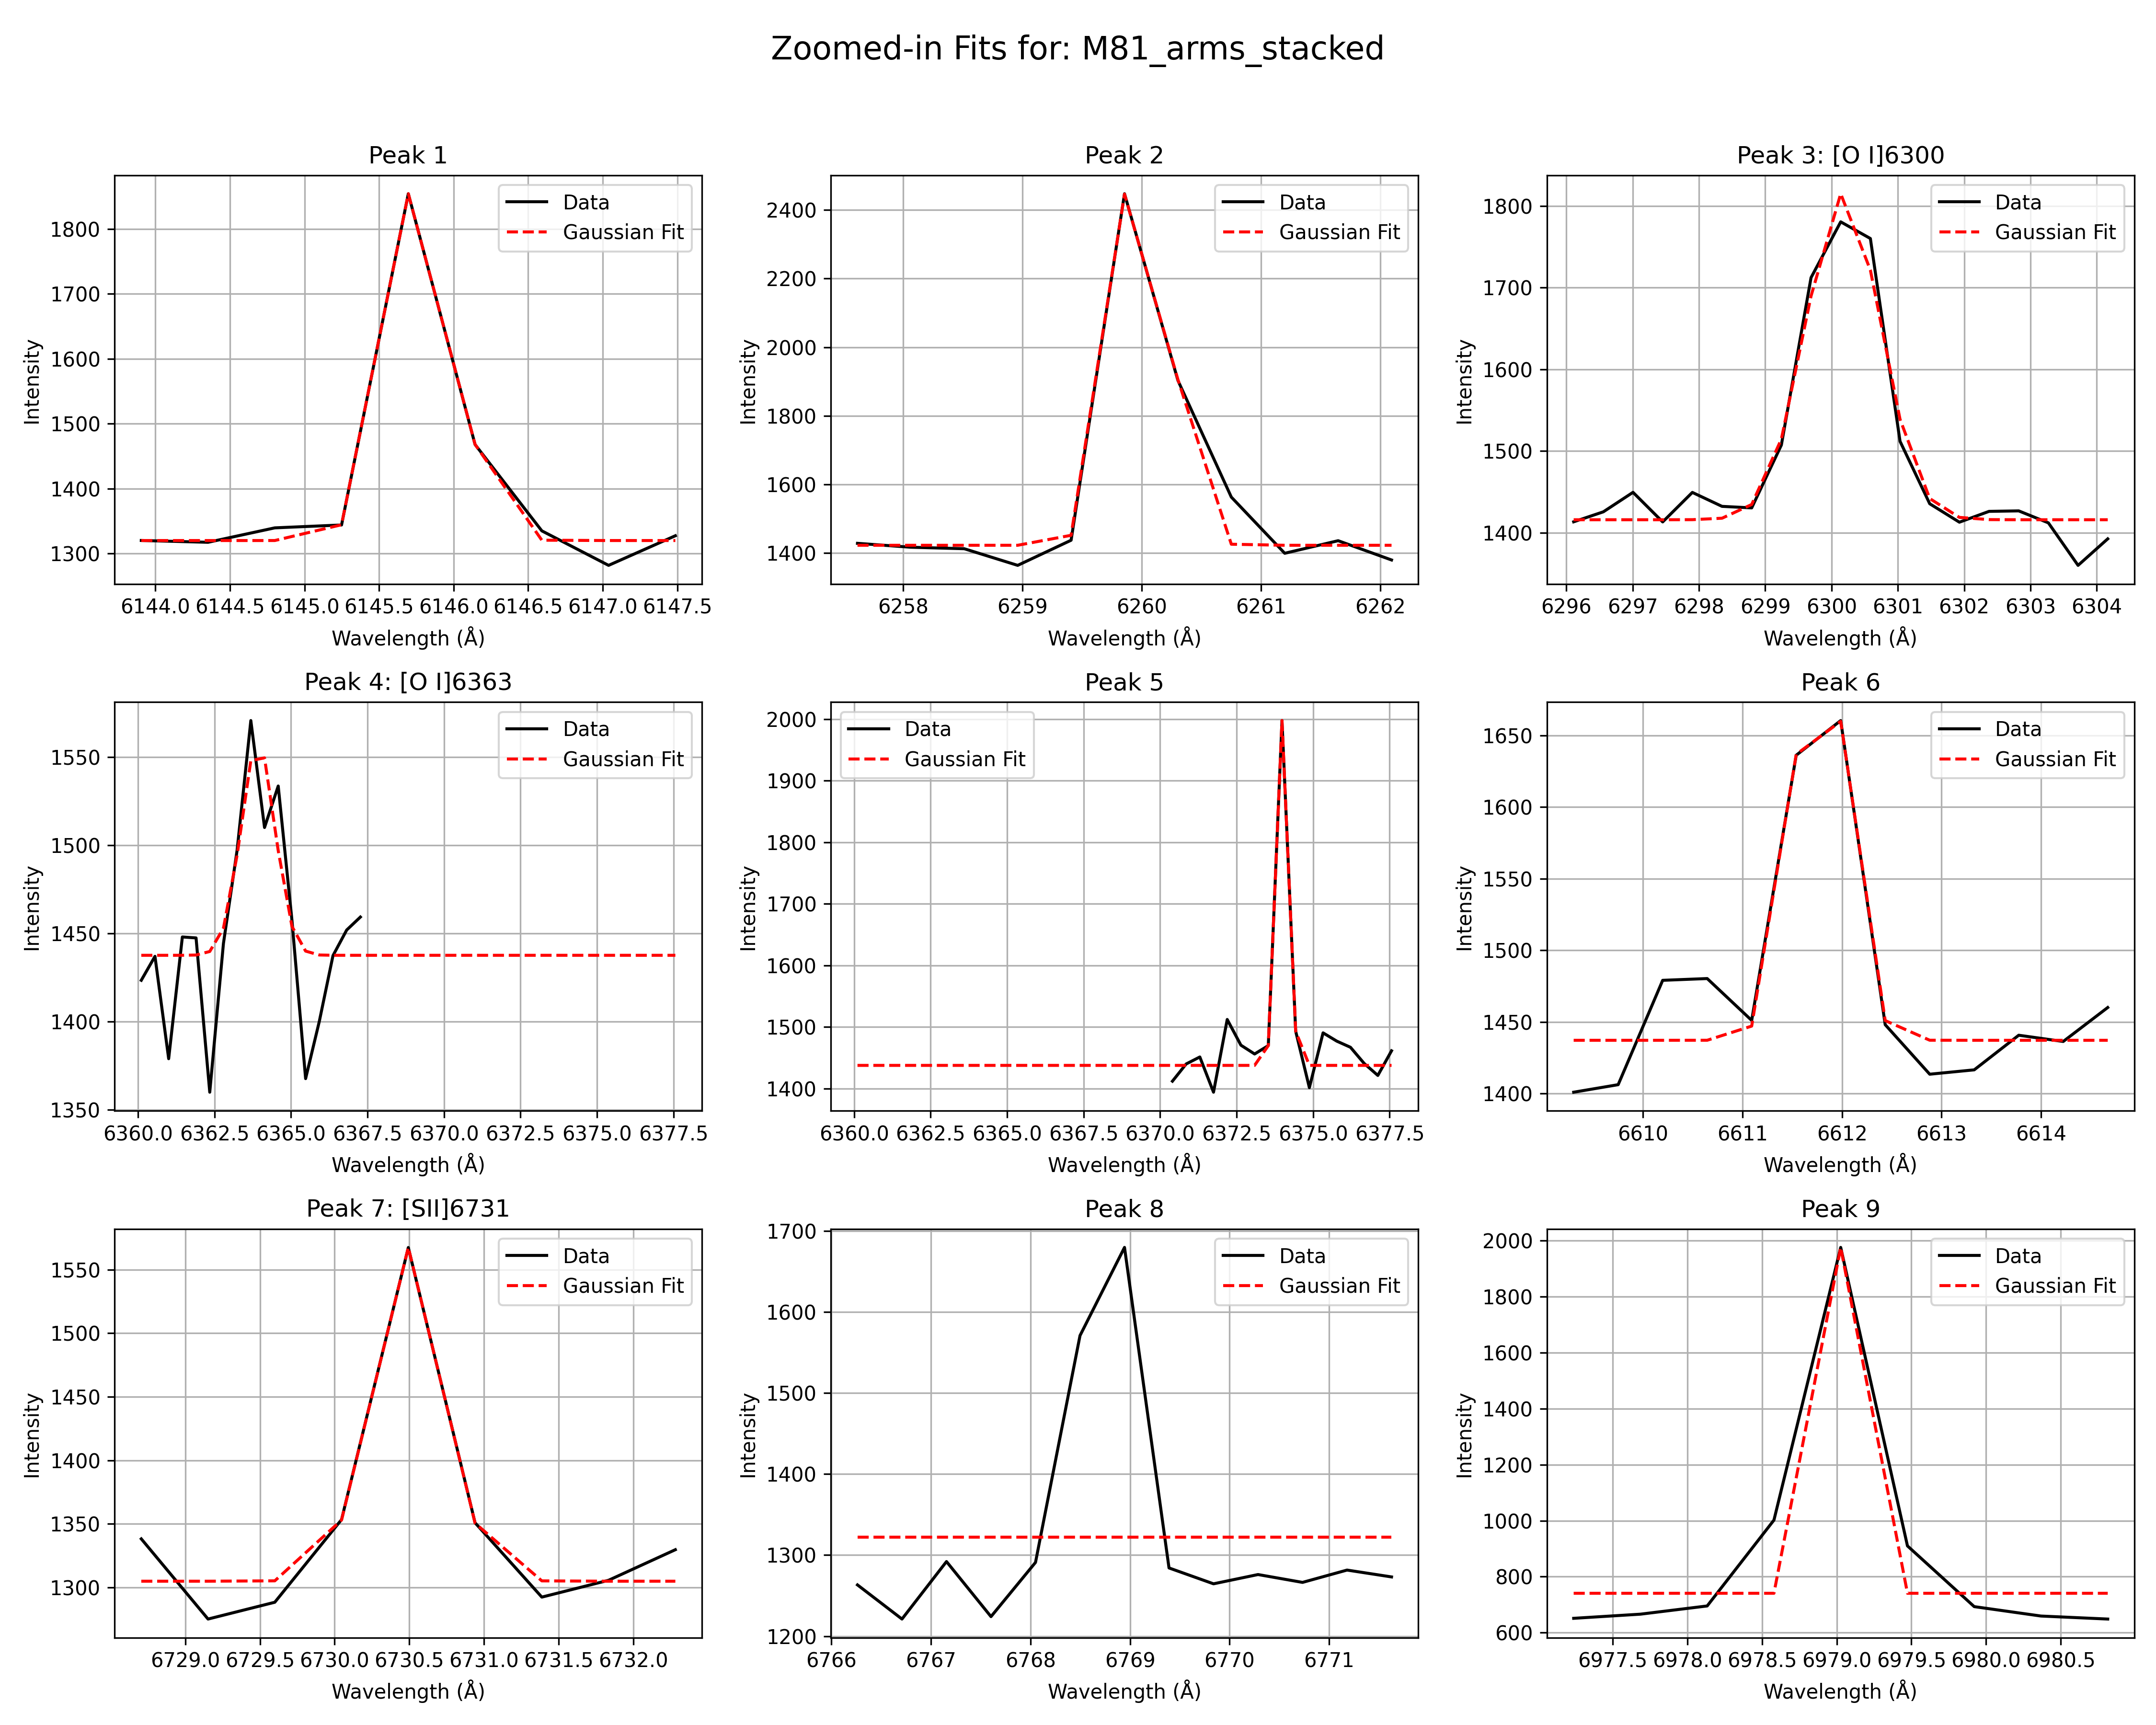 Zoomed-in Fits for: M81_arms_stacked
Peak 1
Intensity
1800
1700
1600
1500
1400
1300
Data
Gaussian Fit
6144.0 6144.5 6145.0 6145.5 6146.0 6146.5 6147.0 6147.5
Wavelength (Å)
Peak 2
Intensity
2400
2200
2000
1800
1600
1400
Data
Gaussian Fit
6258 6259 6260 6261 6262
Wavelength (Å)
Peak 3: [O I]6300
Intensity
1800
1700
1600
1500
1400
Data
Gaussian Fit
6296 6297 6298 6299 6300 6301 6302 6303 6304
Wavelength (Å)
Peak 4: [O I]6363
Intensity
1550
1500
1450
1400
1350
Data
Gaussian Fit
6360.0 6362.5 6365.0 6367.5 6370.0 6372.5 6375.0 6377.5
Wavelength (Å)
Peak 5
Intensity
2000
1900
1800
1700
1600
1500
1400
Data
Gaussian Fit
6360.0 6362.5 6365.0 6367.5 6370.0 6372.5 6375.0 6377.5
Wavelength (Å)
Peak 6
Intensity
1650
1600
1550
1500
1450
1400
Data
Gaussian Fit
6610 6611 6612 6613 6614
Wavelength (Å)
Peak 7: [SII]6731
Intensity
1550
1500
1450
1400
1350
1300
Data
Gaussian Fit
6729.0 6729.5 6730.0 6730.5 6731.0 6731.5 6732.0
Wavelength (Å)
Peak 8
Intensity
1700
1600
1500
1400
1300
1200
Data
Gaussian Fit
6766 6767 6768 6769 6770 6771
Wavelength (Å)
Peak 9
Intensity
2000
1800
1600
1400
1200
1000
800
600
Data
Gaussian Fit
6977.5 6978.0 6978.5 6979.0 6979.5 6980.0 6980.5
Wavelength (Å)